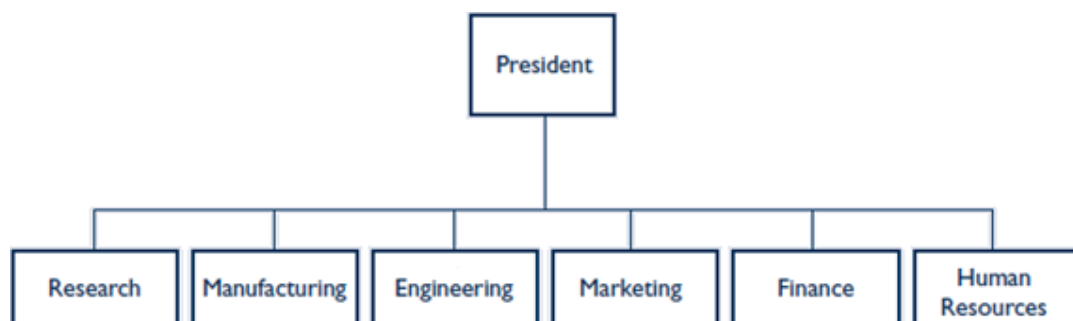 President
Research
Manufacturing
Engineering
Marketing
Finance
Human
Resources